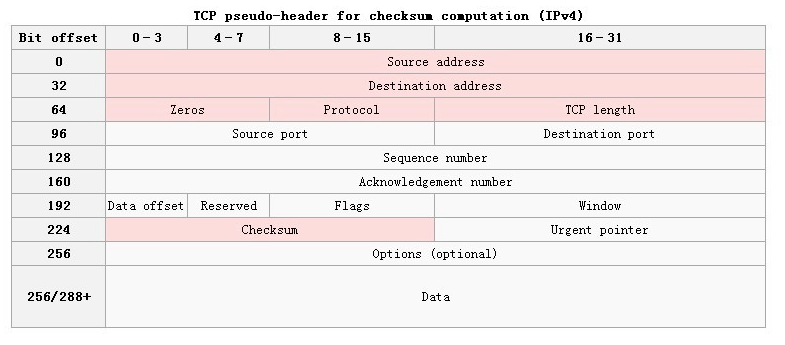 TCP pseudo-header for checksum computation (IPv4)
Bit offset 0-3 4-7 8-15 16-31
0 Source address
32 Destination address
64 Zeros Protocol TCP length
96 Source port Destination port
128 Sequence number
160 Acknowledgement number
192 Data offset Reserved Flags Window
224 Checksum Urgent pointer
256 Options (optional)
256/288+ Data